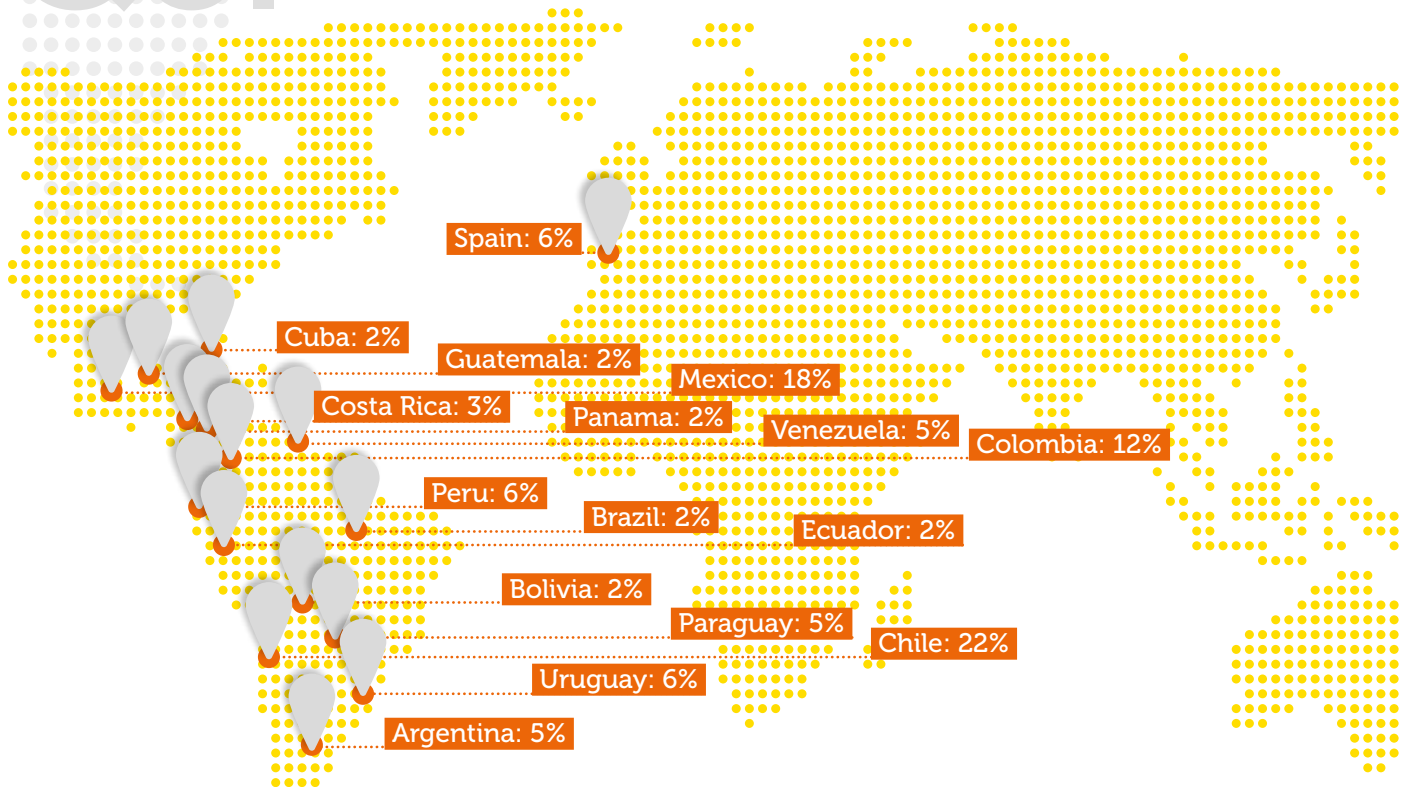 Spain: 6%
Cuba: 2%
Guatemala: 2%
Mexico: 18%
Costa Rica: 3%
Panama: 2%
Venezuela: 5%
Colombia: 12%
Peru: 6%
Brazil: 2%
Ecuador: 2%
Bolivia: 2%
Paraguay: 5%
Chile: 22%
Uruguay: 6%
Argentina: 5%